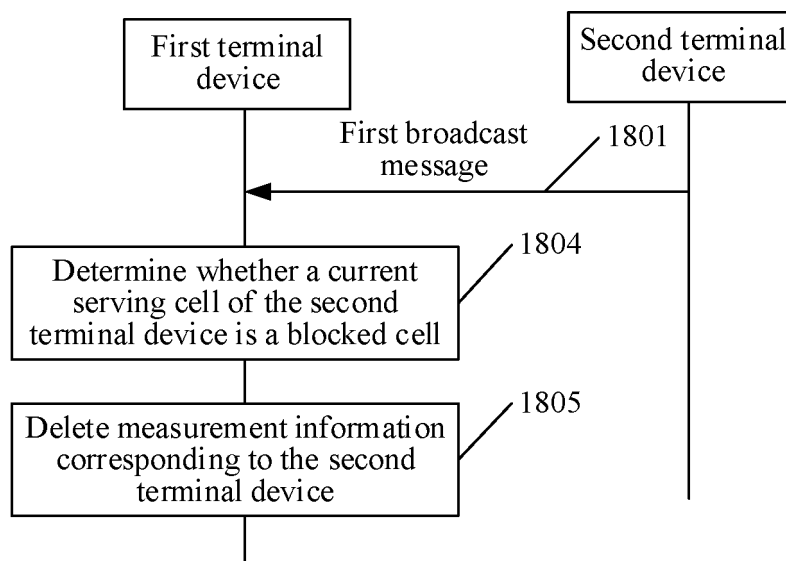 First terminal
device
Second terminal
device
First broadcast
message
1801
Determine whether a current
serving cell of the second
terminal device is a blocked cell
1804
Delete measurement information
corresponding to the second
terminal device
1805